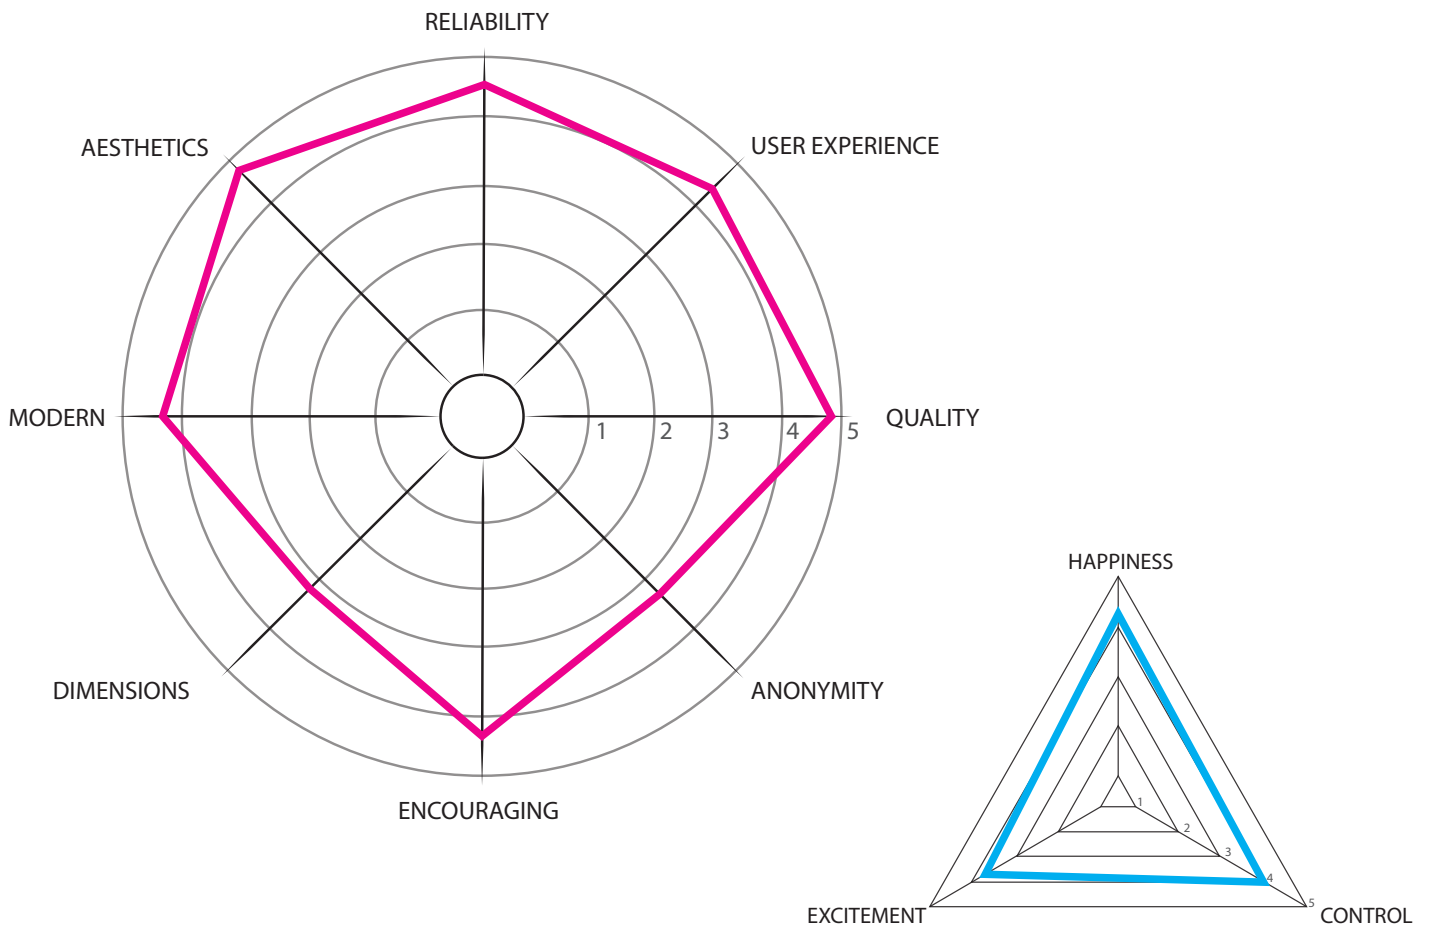 RELIABILITY
AESTHETICS
USER EXPERIENCE
MODERN
QUALITY
1 2 3 4 5
DIMENSIONS
ANONYMITY
ENCOURAGING
HAPPINESS
1
2
3
4
5
EXCITEMENT
CONTROL